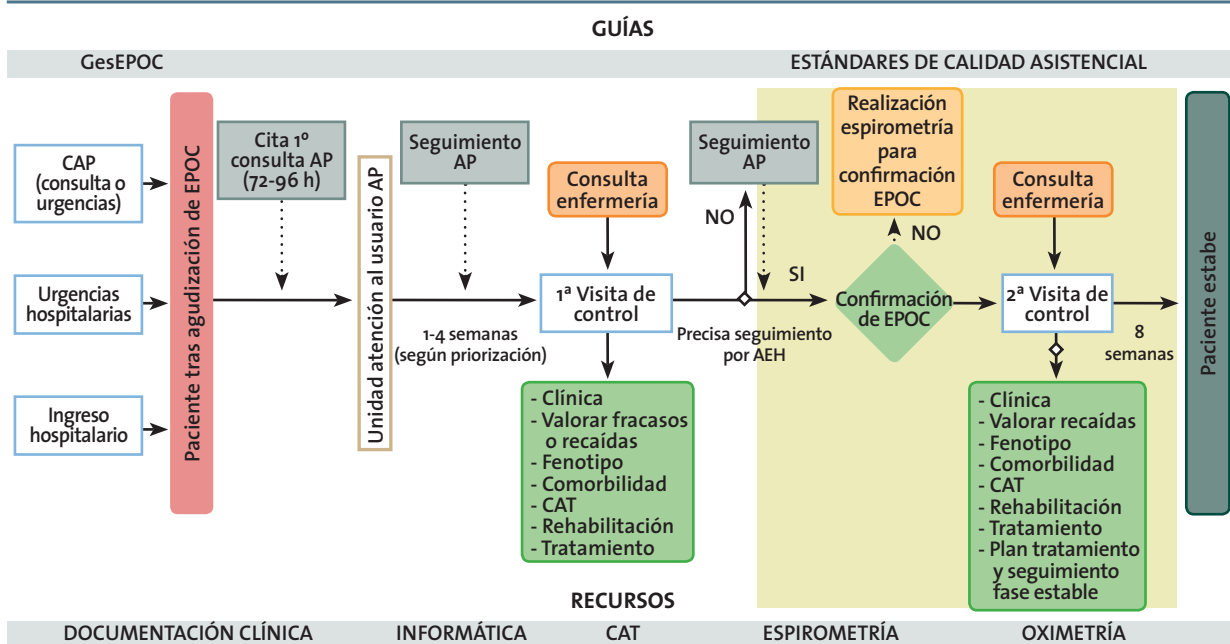 GUÍAS
GesEPOC
ESTÁNDARES DE CALIDAD ASISTENCIAL
CAP
(consulta o
urgencias)
Urgencias
hospitalarias
Ingreso
hospitalario
Paciente tras agudización de EPOC
Cita 1º
consulta AP
(72-96 h)
Unidad atención al usuario AP
Seguimiento
AP
1-4 semanas
(según priorización)
Consulta
enfermería
1ª Visita de
control
- Clínica
- Valorar fracasos
o recaídas
- Fenotipo
- Comorbilidad
- CAT
- Rehabilitación
- Tratamiento
Seguimiento
AP
NO
SI
Precisa seguimiento
por AEH
Realización
espirometría
para
confirmación
EPOC
NO
Confirmación
de EPOC
Consulta
enfermería
2ª Visita de
control
8
semanas
- Clínica
- Valorar recaídas
- Fenotipo
- Comorbilidad
- CAT
- Rehabilitación
- Tratamiento
- Plan tratamiento
y seguimiento
fase estable
Paciente estabe
RECURSOS
DOCUMENTACIÓN CLÍNICA
INFORMÁTICA
CAT
ESPIROMETRÍA
OXIMETRÍA